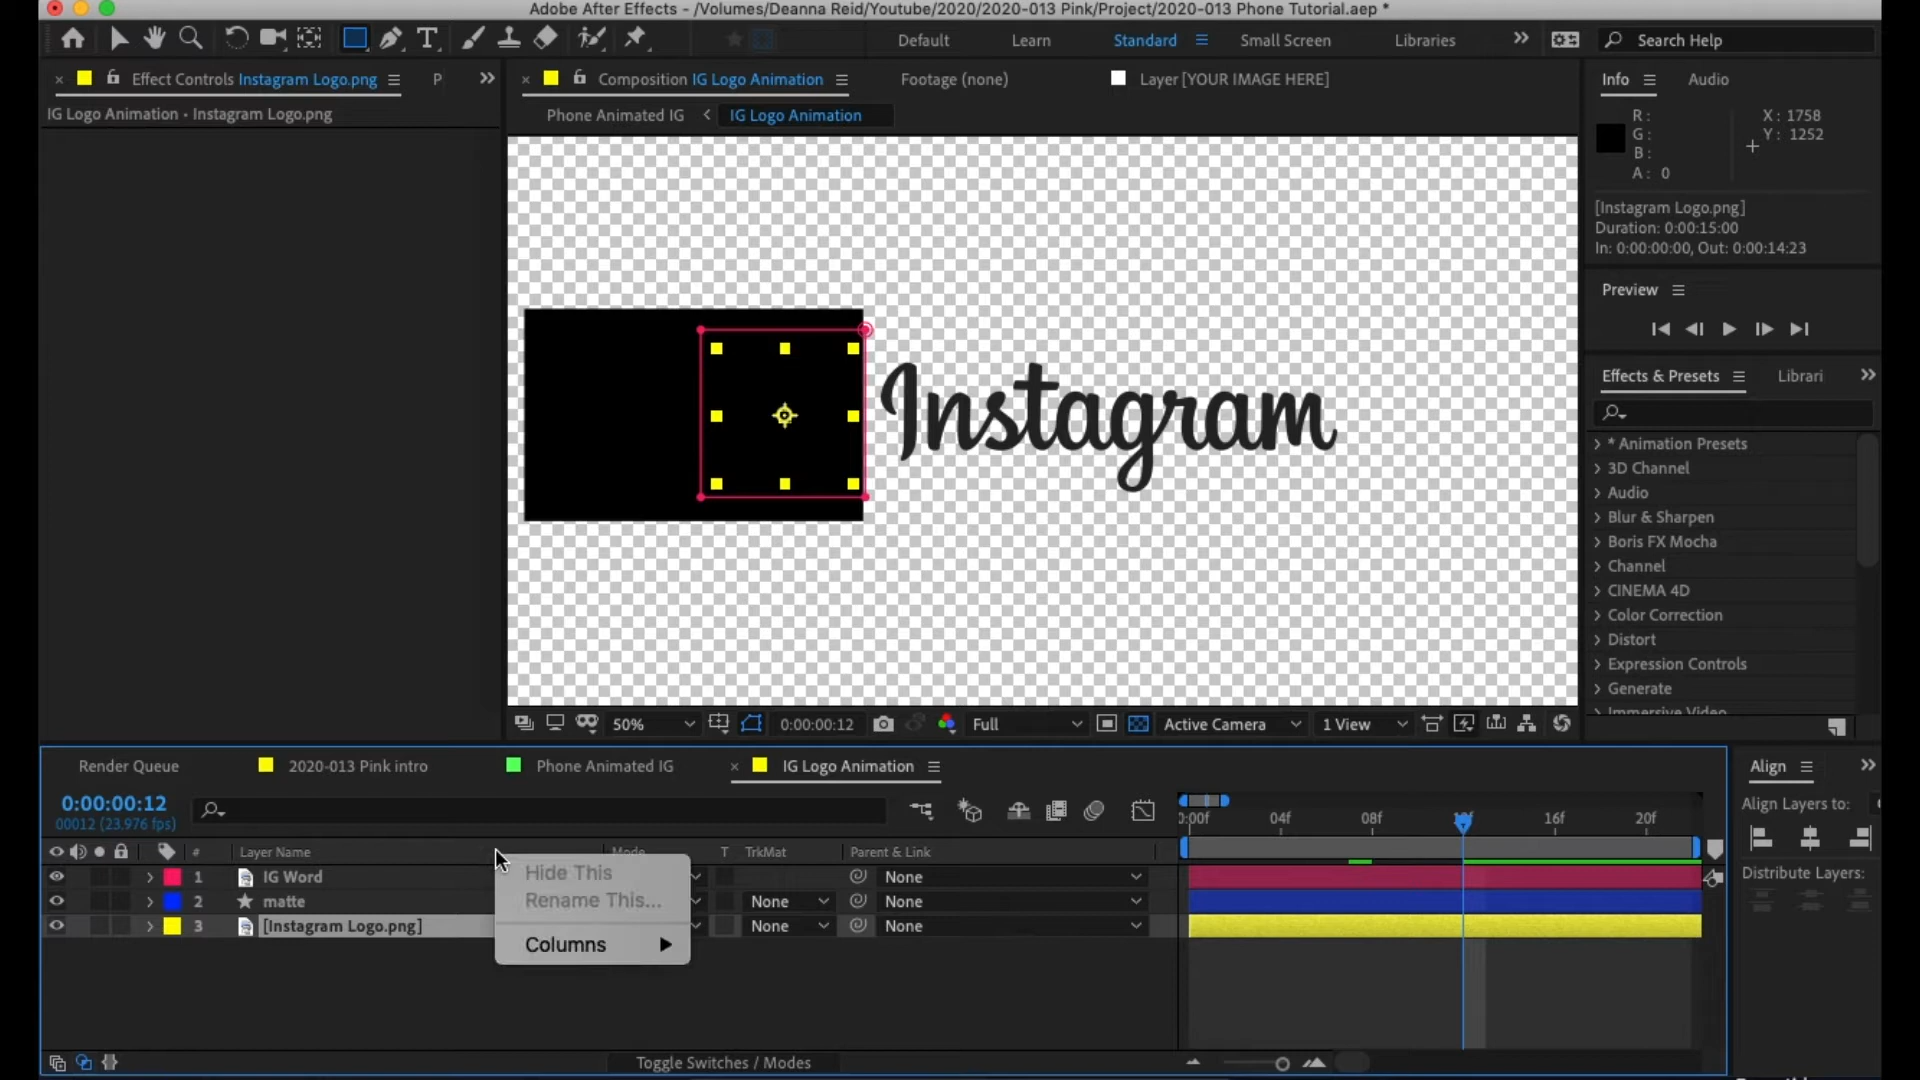 Adobe After Effects - /Volumes/Deanna Reid/Youtube/2020/2020-013 Pink/Project/2020-013 Phone Tutorial.aep *
Default Learn Standard Small Screen Libraries Search Help
Effect Controls Instagram Logo.png P
Composition IG Logo Animation Footage (none) Layer [YOUR IMAGE HERE]
Info Audio
IG Logo Animation • Instagram Logo.png
Phone Animated IG IG Logo Animation
R :
G :
B :
A : 0
X : 1758
Y : 1252
[Instagram Logo.png]
Duration: 0:00:15:00
In: 0:00:00:00, Out: 0:00:14:23
Preview
Instagram
Effects & Presets Librari
* Animation Presets
3D Channel
Audio
Blur & Sharpen
Boris FX Mocha
Channel
CINEMA 4D
Color Correction
Distort
Expression Controls
Generate
Immersive Video
50% 0:00:00:12 Full Active Camera 1 View
Render Queue 2020-013 Pink intro Phone Animated IG IG Logo Animation
Align
0:00:00:12
00012 (23.976 fps)
Align Layers to:
0:00f 04f 08f 16f 20f
# Layer Name Mode T TrkMat Parent & Link
1 IG Word None
2 matte None None
3 [Instagram Logo.png] None None
Hide This
Rename This...
Columns
Distribute Layers:
Toggle Switches / Modes